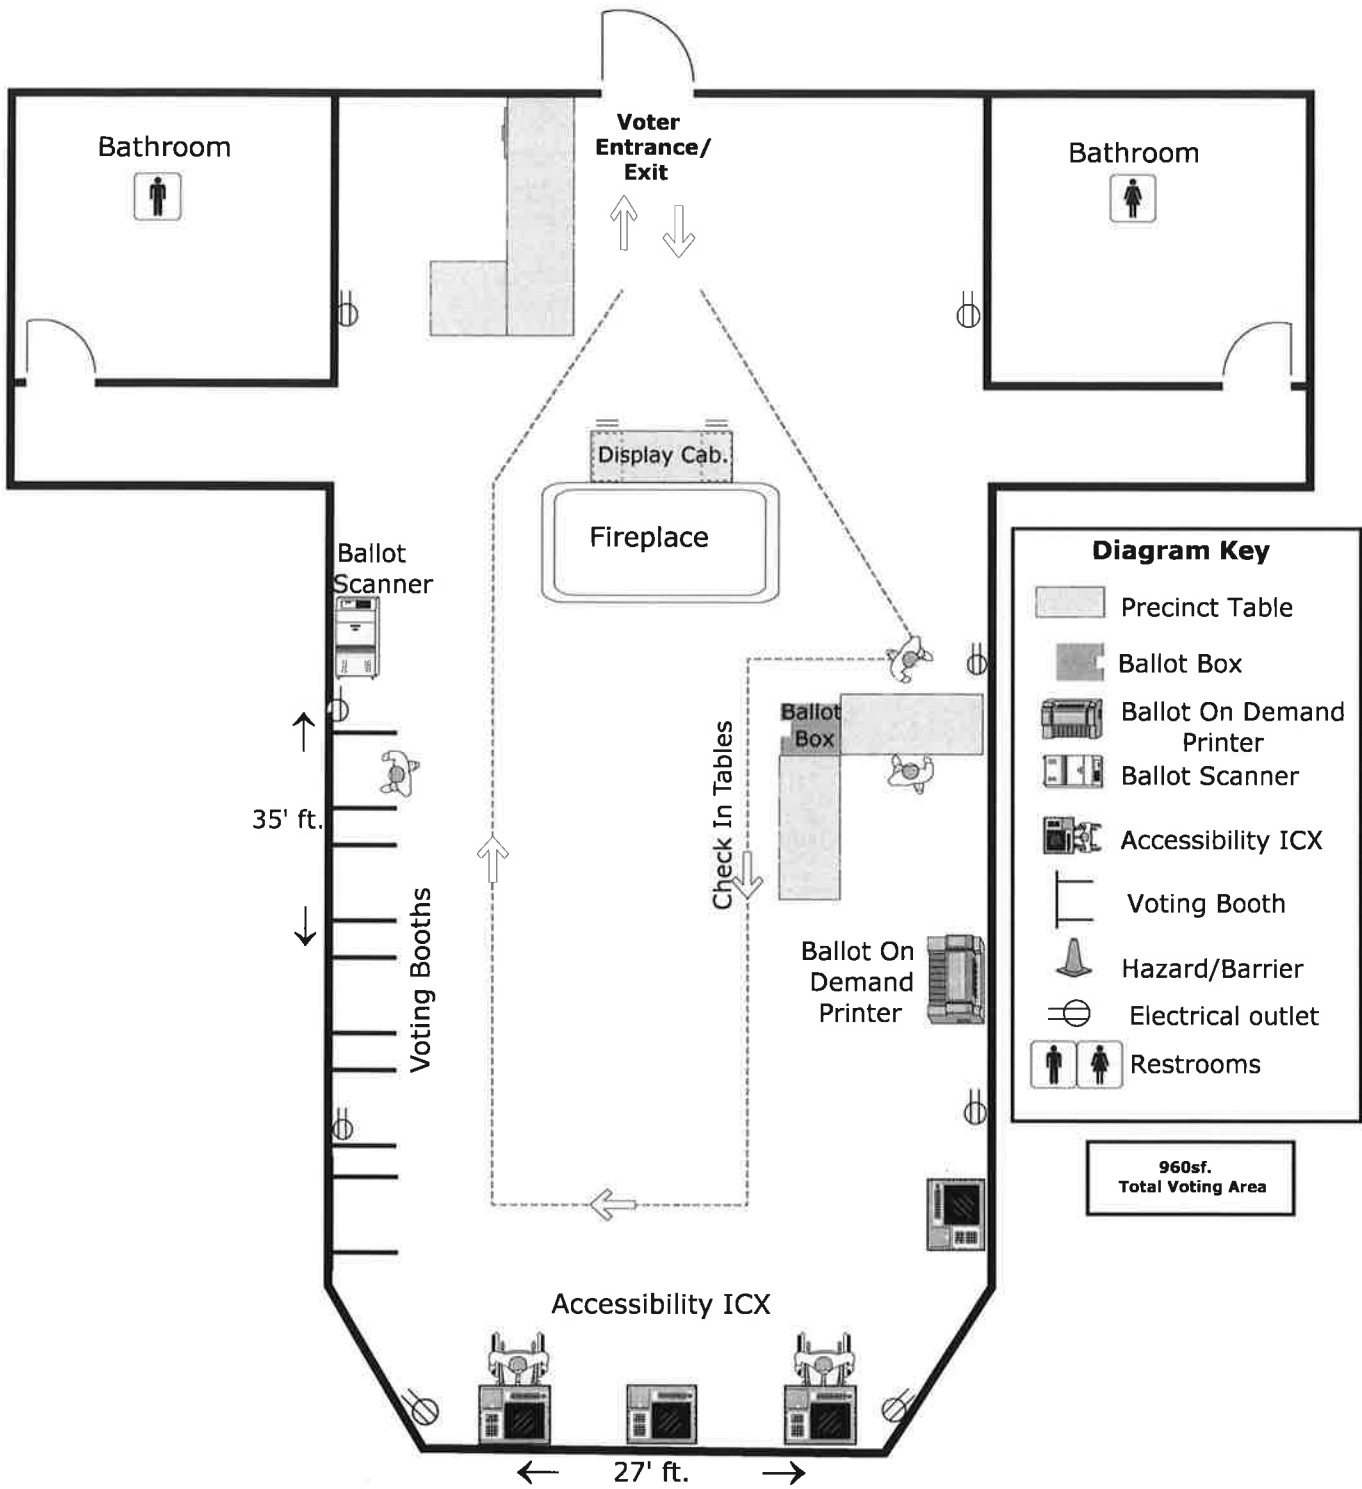 Voter
Entrance/
Exit
Bathroom
Bathroom
Display Cab.
Fireplace
Ballot
Scanner
Ballot
Box
Check In Tables
35' ft.
Voting Booths
Ballot On
Demand
Printer
Accessibility ICX
27' ft.
Diagram Key
Precinct Table
Ballot Box
Ballot On Demand
Printer
Ballot Scanner
Accessibility ICX
Voting Booth
Hazard/Barrier
Electrical outlet
Restrooms
960sf.
Total Voting Area